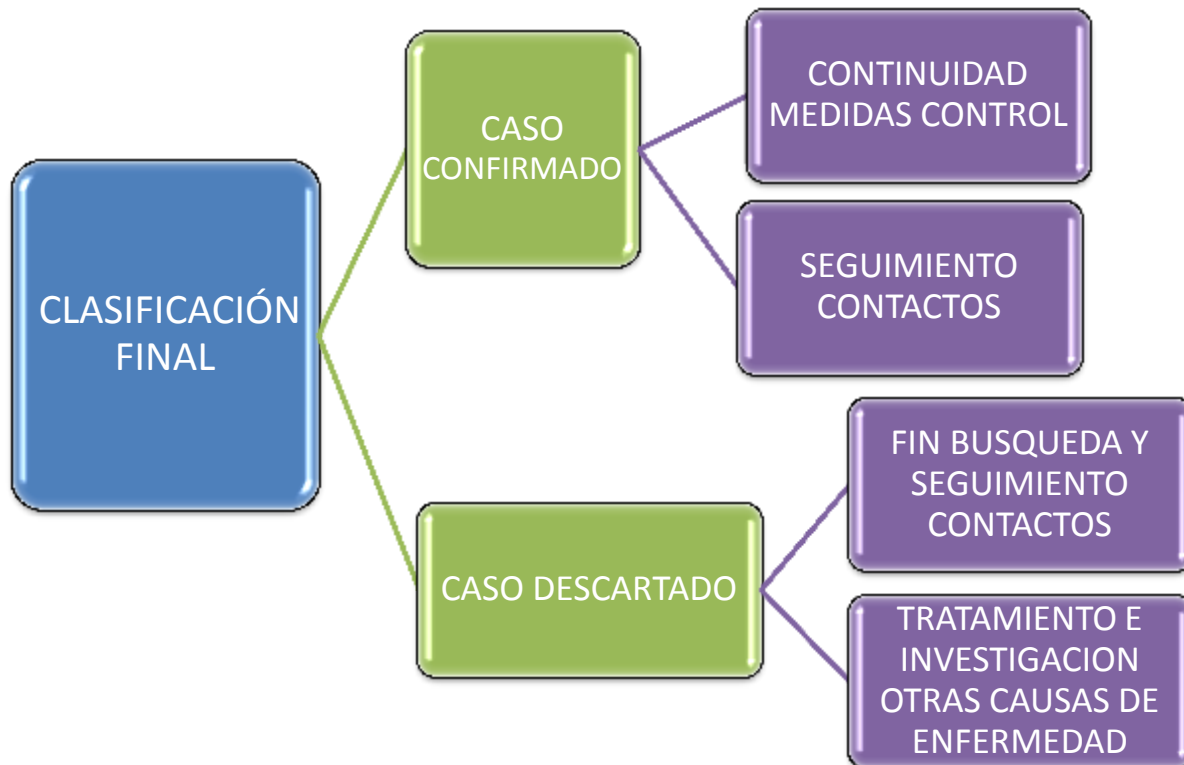 CLASIFICACIÓN
FINAL
CASO
CONFIRMADO
CONTINUIDAD
MEDIDAS CONTROL
SEGUIMIENTO
CONTACTOS
CASO DESCARTADO
FIN BUSQUEDA Y
SEGUIMIENTO
CONTACTOS
TRATAMIENTO E
INVESTIGACION
OTRAS CAUSAS DE
ENFERMEDAD